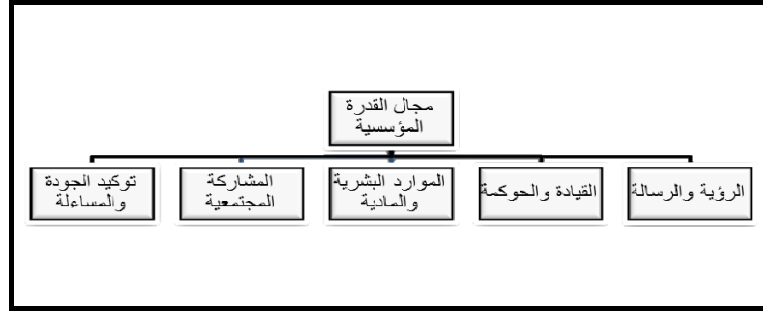 مجال القدرة
المؤسسية
الرؤية والرسالة
القيادة والحوكمة
الموارد البشرية
والمادية
المشاركة
المجتمعية
توكيد الجودة
والمساءلة